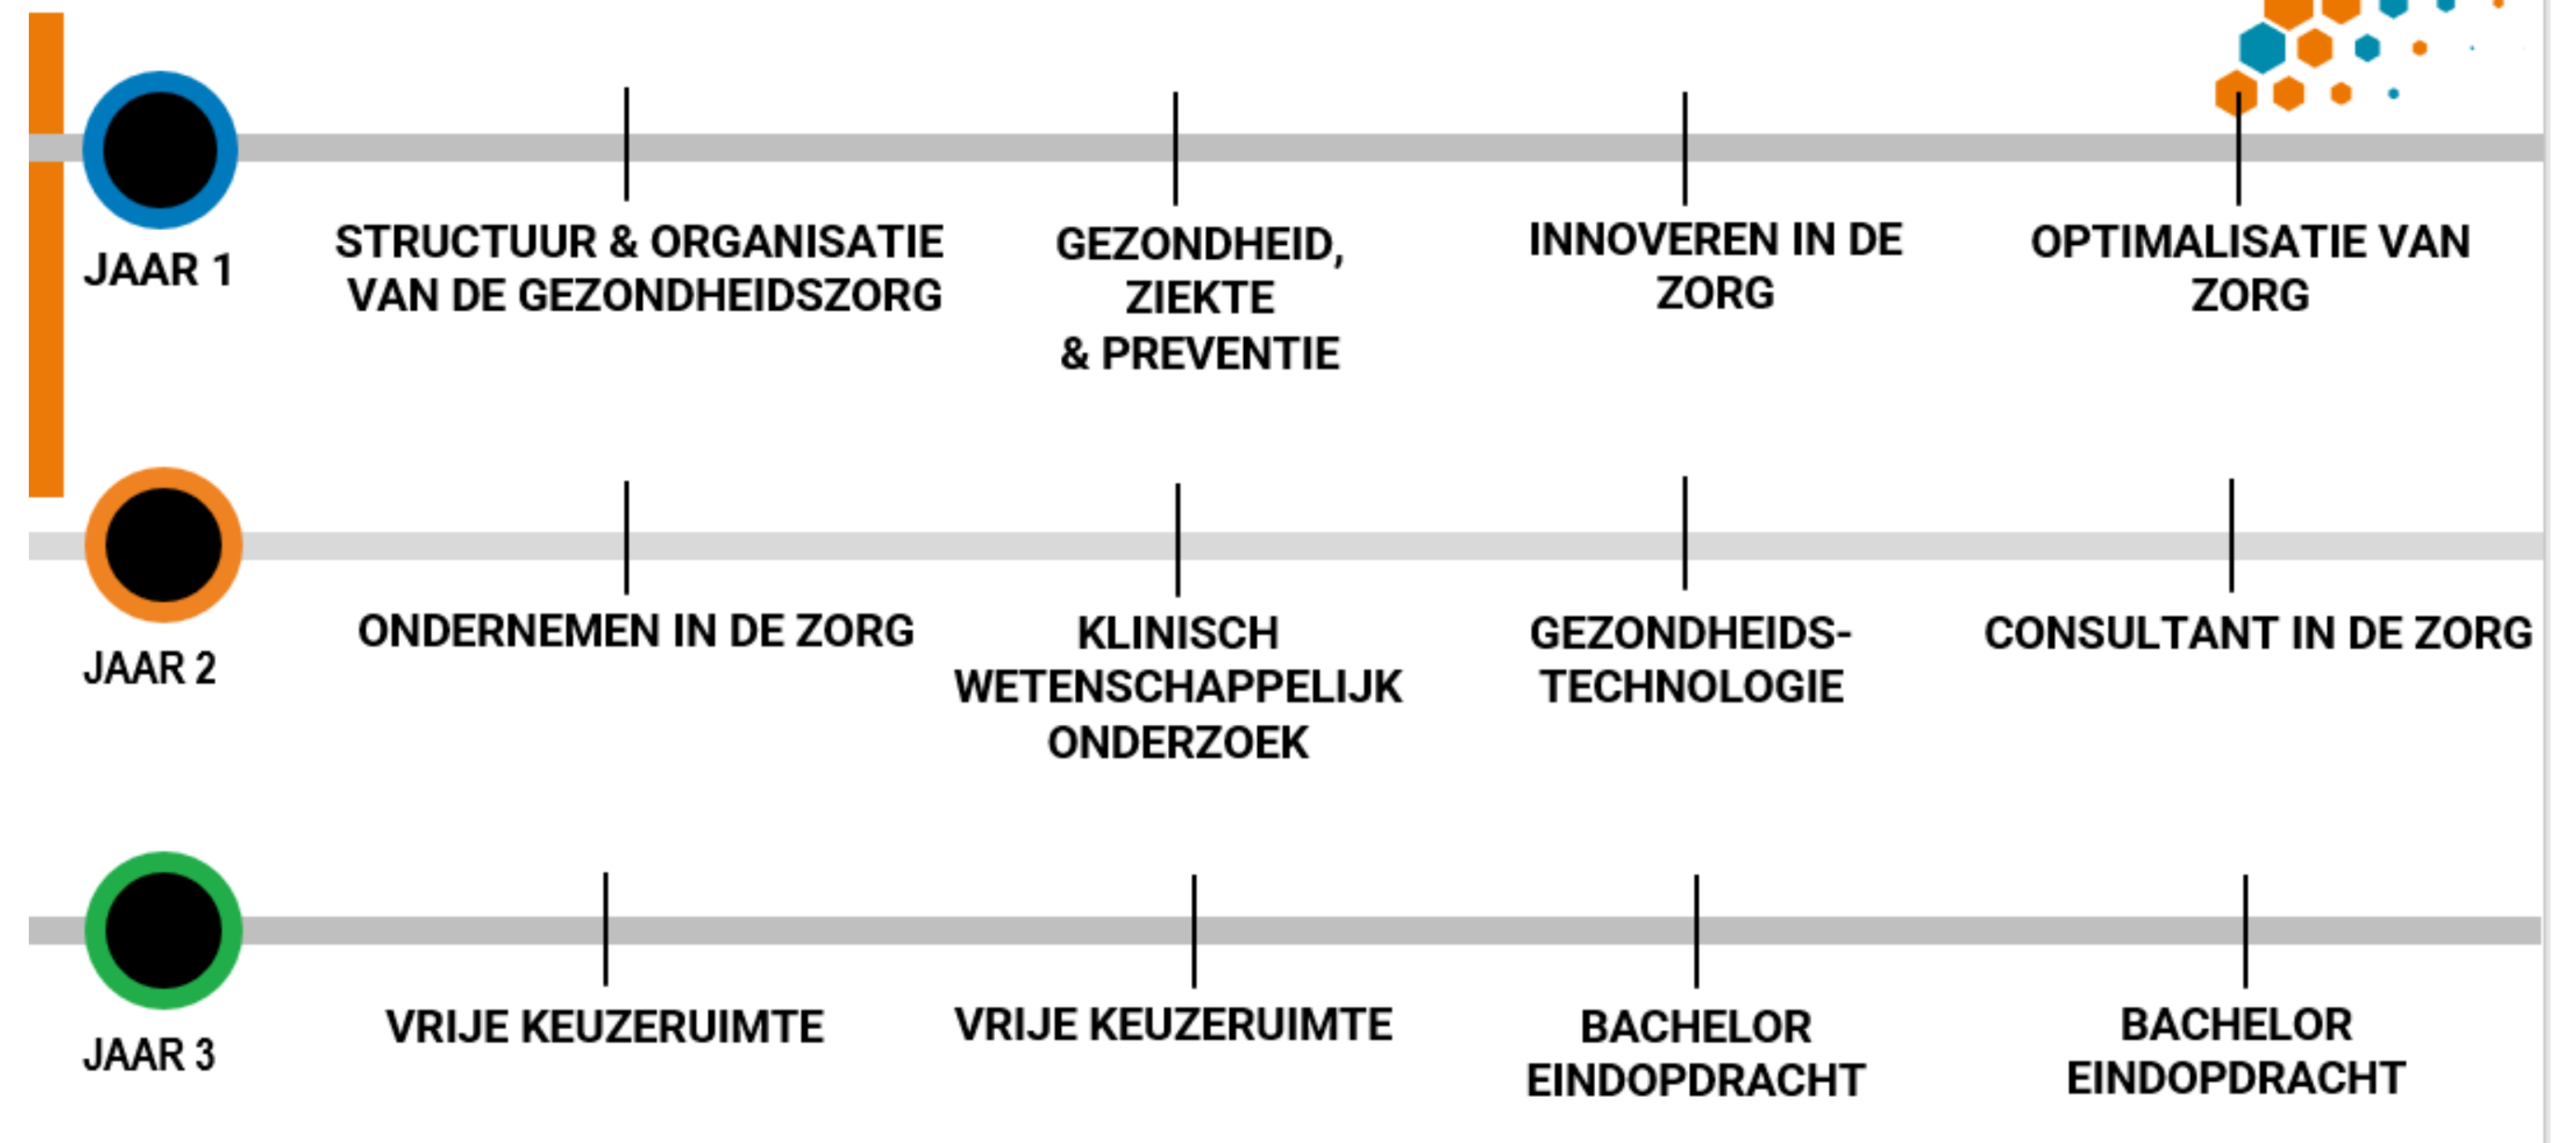 JAAR 1
STRUCTUUR & ORGANISATIE
VAN DE GEZONDHEIDSZORG
GEZONDHEID,
ZIEKTE
& PREVENTIE
INNOVEREN IN DE
ZORG
OPTIMALISATIE VAN
ZORG
JAAR 2
ONDERNEMEN IN DE ZORG
KLINISCH
WETENSCHAPPELIJK
ONDERZOEK
GEZONDHEIDS-
TECHNOLOGIE
CONSULTANT IN DE ZORG
JAAR 3
VRIJE KEUZERUIMTE
VRIJE KEUZERUIMTE
BACHELOR
EINDOPDRACHT
BACHELOR
EINDOPDRACHT